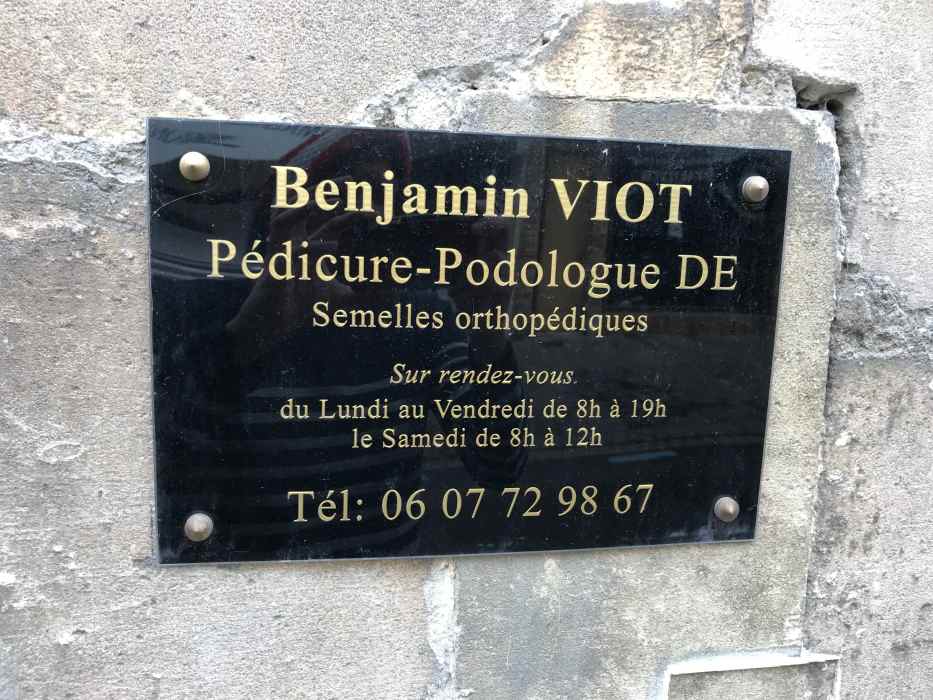 Benjamin VIOT
Pédicure-Podologue DE
Semelles orthopédiques
Sur rendez-vous.
du Lundi au Vendredi de 8h à 19h
le Samedi de 8h à 12h
Tél: 06 07 72 98 67